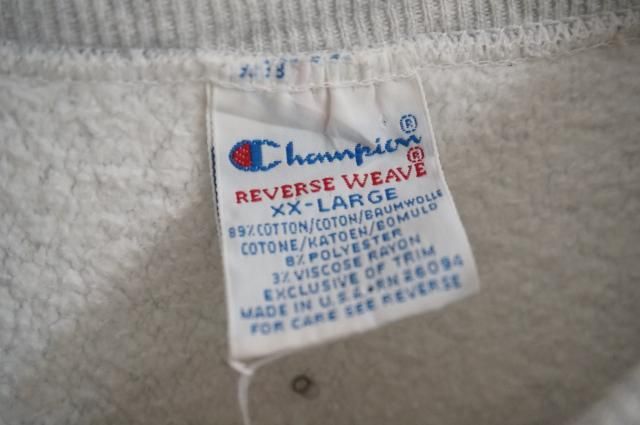 Champion®
REVERSE WEAVE®
XX-LARGE
89% COTTON/COTON/BAUMWOLLE
COTONE/KATOEN/BOMULD
8% POLYESTER
3% VISCOSE RAYON
EXCLUSIVE OF TRIM
MADE IN U.S.A. • RN 26094
FOR CARE SEE REVERSE